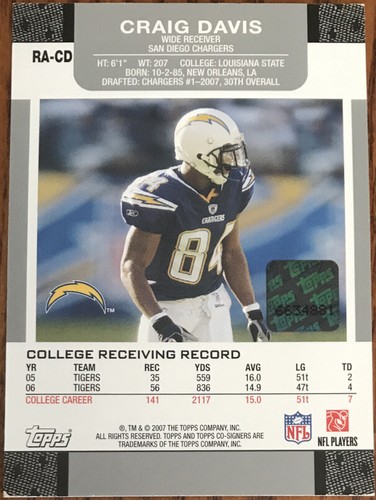 CRAIG DAVIS
WIDE RECEIVER
SAN DIEGO CHARGERS
RA-CD
HT: 6'1" WT: 207 COLLEGE: LOUISIANA STATE
BORN: 10-2-85, NEW ORLEANS, LA
DRAFTED: CHARGERS #1–2007, 30TH OVERALL
CHARGERS
84
Topps
6634881
TM
COLLEGE RECEIVING RECORD
YR TEAM REC YDS AVG LG TD
05 TIGERS 35 559 16.0 51t 2
06 TIGERS 56 836 14.9 47t 4
COLLEGE CAREER 141 2117 15.0 51t 7
Topps
®, TM & © 2007 THE TOPPS COMPANY, INC.
ALL RIGHTS RESERVED. TOPPS AND TOPPS CO-SIGNERS ARE
TRADEMARKS OF THE TOPPS COMPANY, INC.
NFL
NFL PLAYERS